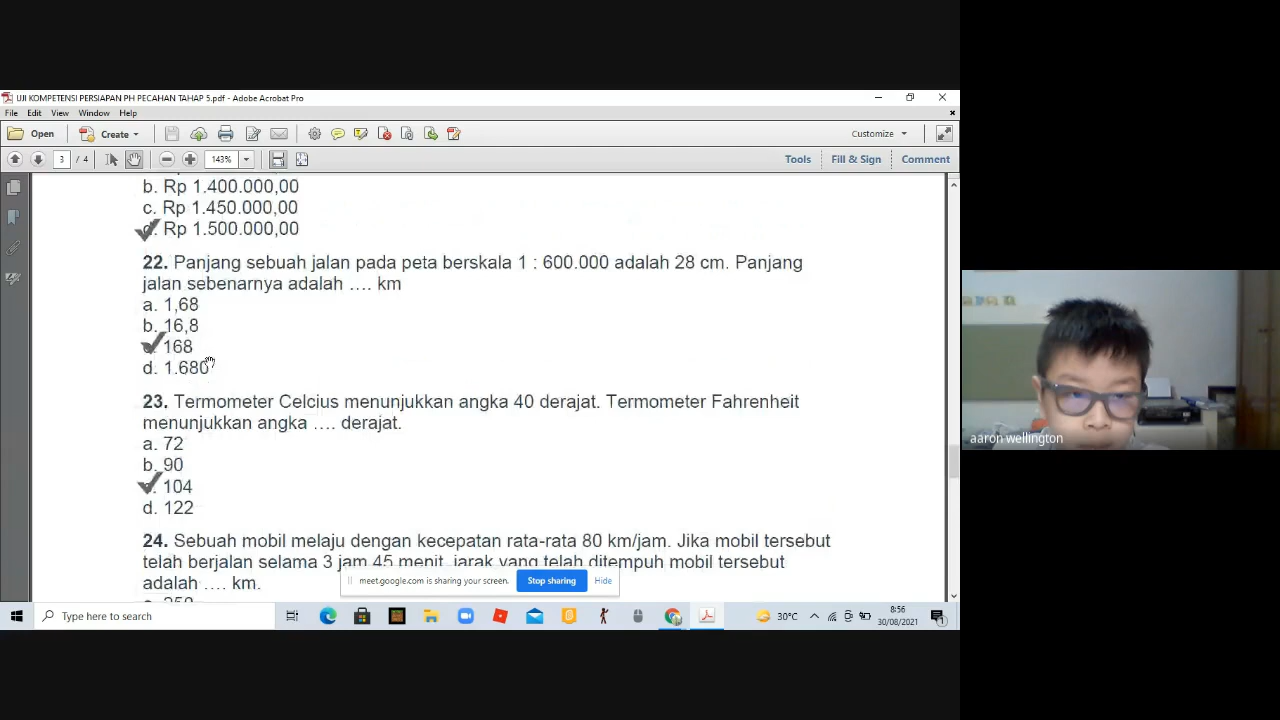 UJI KOMPETENSI PERSIAPAN PH PECAHAN TAHAP 5.pdf - Adobe Acrobat Pro
File Edit View Window Help
Open Create Customize
3 / 4 143% Tools Fill & Sign Comment
b. Rp 1.400.000,00
c. Rp 1.450.000,00
d. Rp 1.500.000,00
22. Panjang sebuah jalan pada peta berskala 1 : 600.000 adalah 28 cm. Panjang
jalan sebenarnya adalah .... km
a. 1,68
b. 16,8
c. 168
d. 1.680
23. Termometer Celcius menunjukkan angka 40 derajat. Termometer Fahrenheit
menunjukkan angka .... derajat.
a. 72
b. 90
c. 104
d. 122
24. Sebuah mobil melaju dengan kecepatan rata-rata 80 km/jam. Jika mobil tersebut
telah berjalan selama 3 jam 45 menit, jarak yang telah ditempuh mobil tersebut
adalah .... km.
meet.google.com is sharing your screen. Stop sharing Hide
Type here to search
30°C
8:56
30/08/2021
aaron wellington